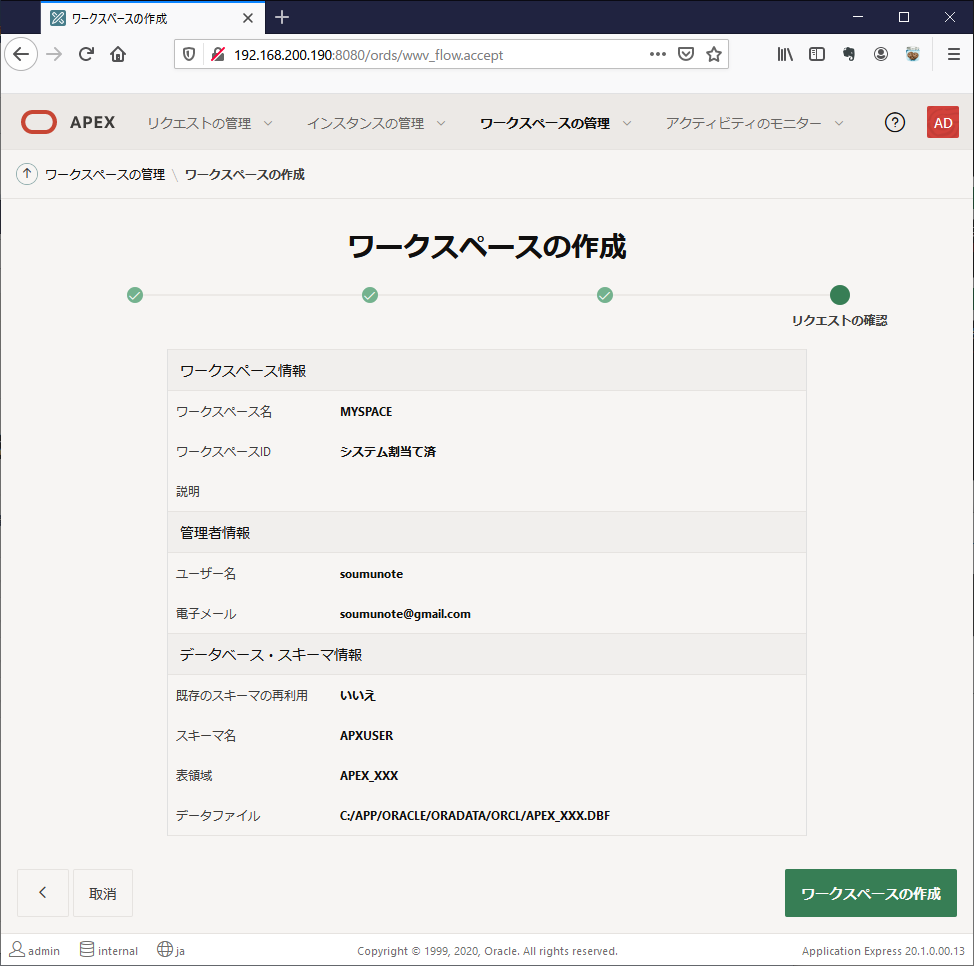 ワークスペースの作成
192.168.200.190:8080/ords/wwv_flow.accept
APEX リクエストの管理 インスタンスの管理 ワークスペースの管理 アクティビティのモニター ? AD
ワークスペースの管理 \ ワークスペースの作成
ワークスペースの作成
リクエストの確認
ワークスペース情報
ワークスペース名 MYSPACE
ワークスペースID システム割当て済
説明
管理者情報
ユーザー名 soumunote
電子メール soumunote@gmail.com
データベース・スキーマ情報
既存のスキーマの再利用 いいえ
スキーマ名 APXUSER
表領域 APEX_XXX
データファイル C:/APP/ORACLE/ORADATA/ORCL/APEX_XXX.DBF
取消 ワークスペースの作成
admin internal ja Copyright © 1999, 2020, Oracle. All rights reserved. Application Express 20.1.0.00.13